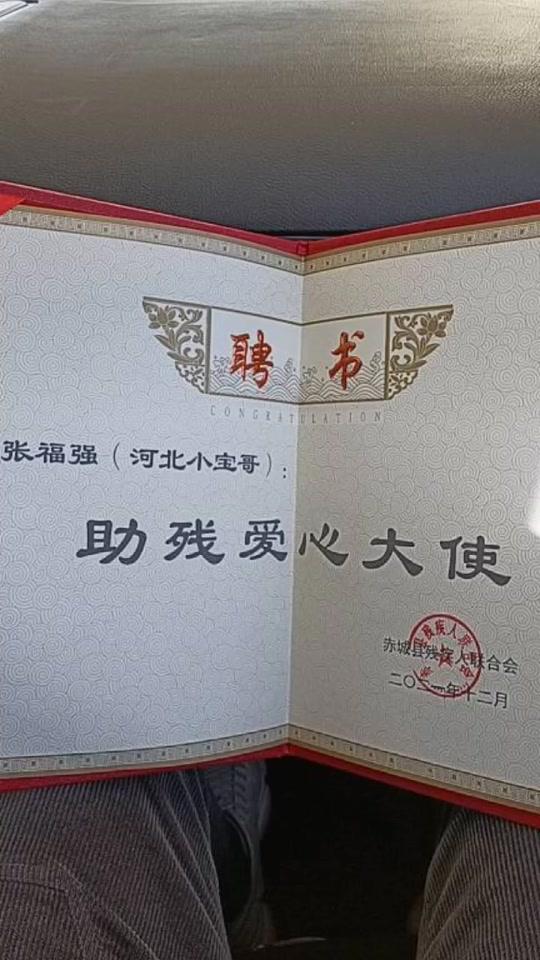 聘书
CONGRATULATION
张福强（河北小宝哥）：
助残爱心大使
赤城县残疾人联合会
二〇二一年十二月